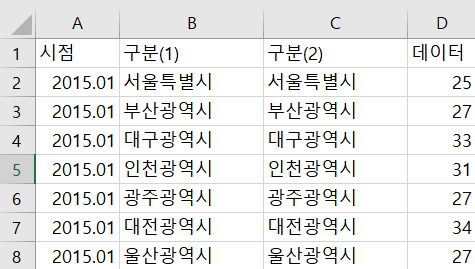 A B C D
1 시점 구분(1) 구분(2) 데이터
2 2015.01 서울특별시 서울특별시 25
3 2015.01 부산광역시 부산광역시 27
4 2015.01 대구광역시 대구광역시 33
5 2015.01 인천광역시 인천광역시 31
6 2015.01 광주광역시 광주광역시 27
7 2015.01 대전광역시 대전광역시 34
8 2015.01 울산광역시 울산광역시 27